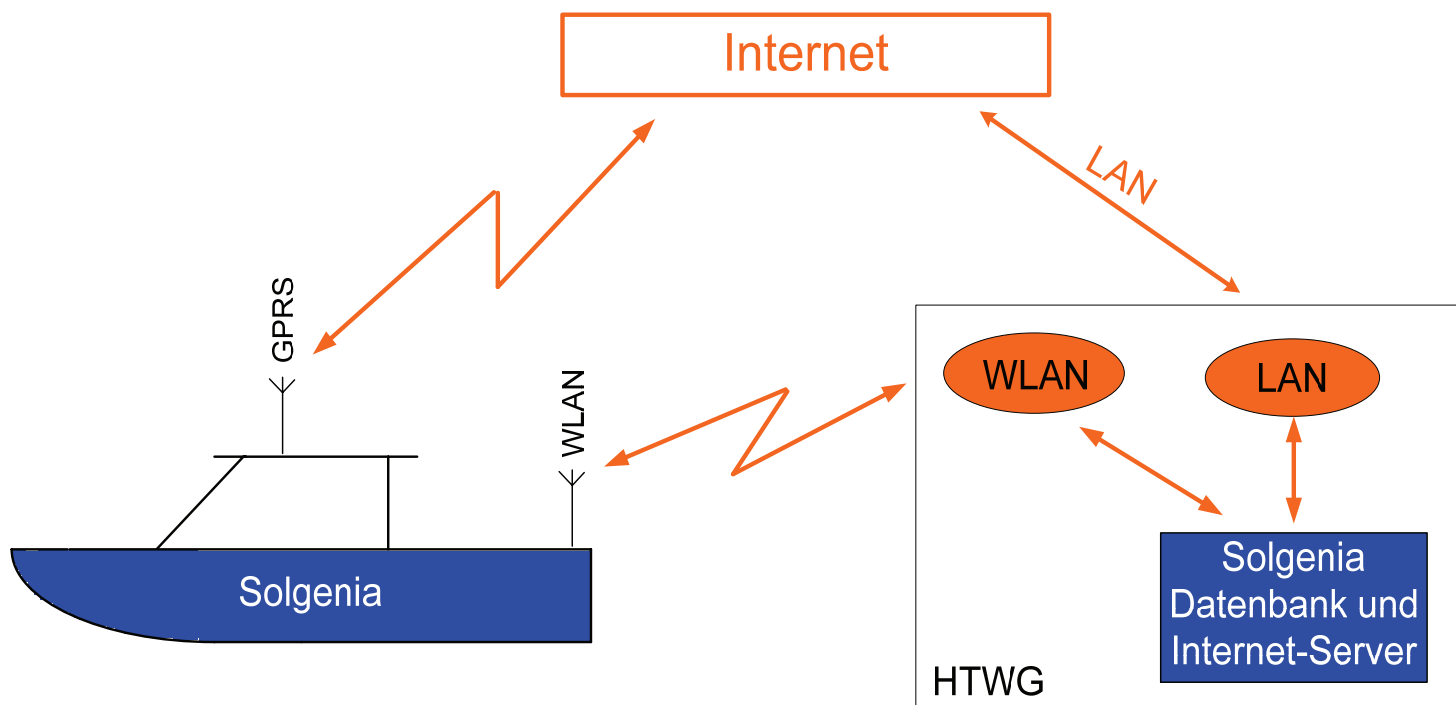 Internet
LAN
GPRS
WLAN
WLAN
LAN
Solgenia
Solgenia
Datenbank und
Internet-Server
HTWG